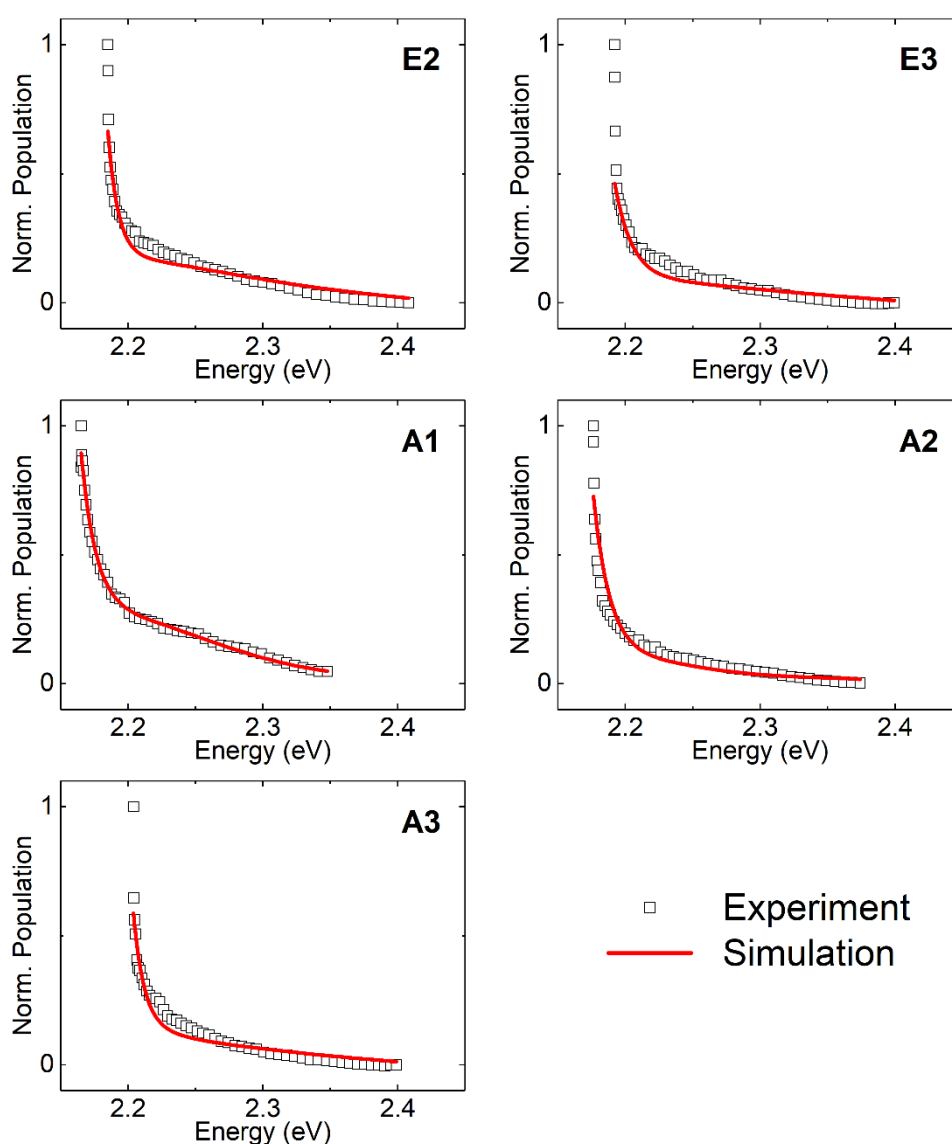 E2
1
Norm. Population
0
2.2 2.3 2.4
Energy (eV)
E3
1
Norm. Population
0
2.2 2.3 2.4
Energy (eV)
A1
1
Norm. Population
0
2.2 2.3 2.4
Energy (eV)
A2
1
Norm. Population
0
2.2 2.3 2.4
Energy (eV)
A3
1
Norm. Population
0
2.2 2.3 2.4
Energy (eV)
Experiment
Simulation